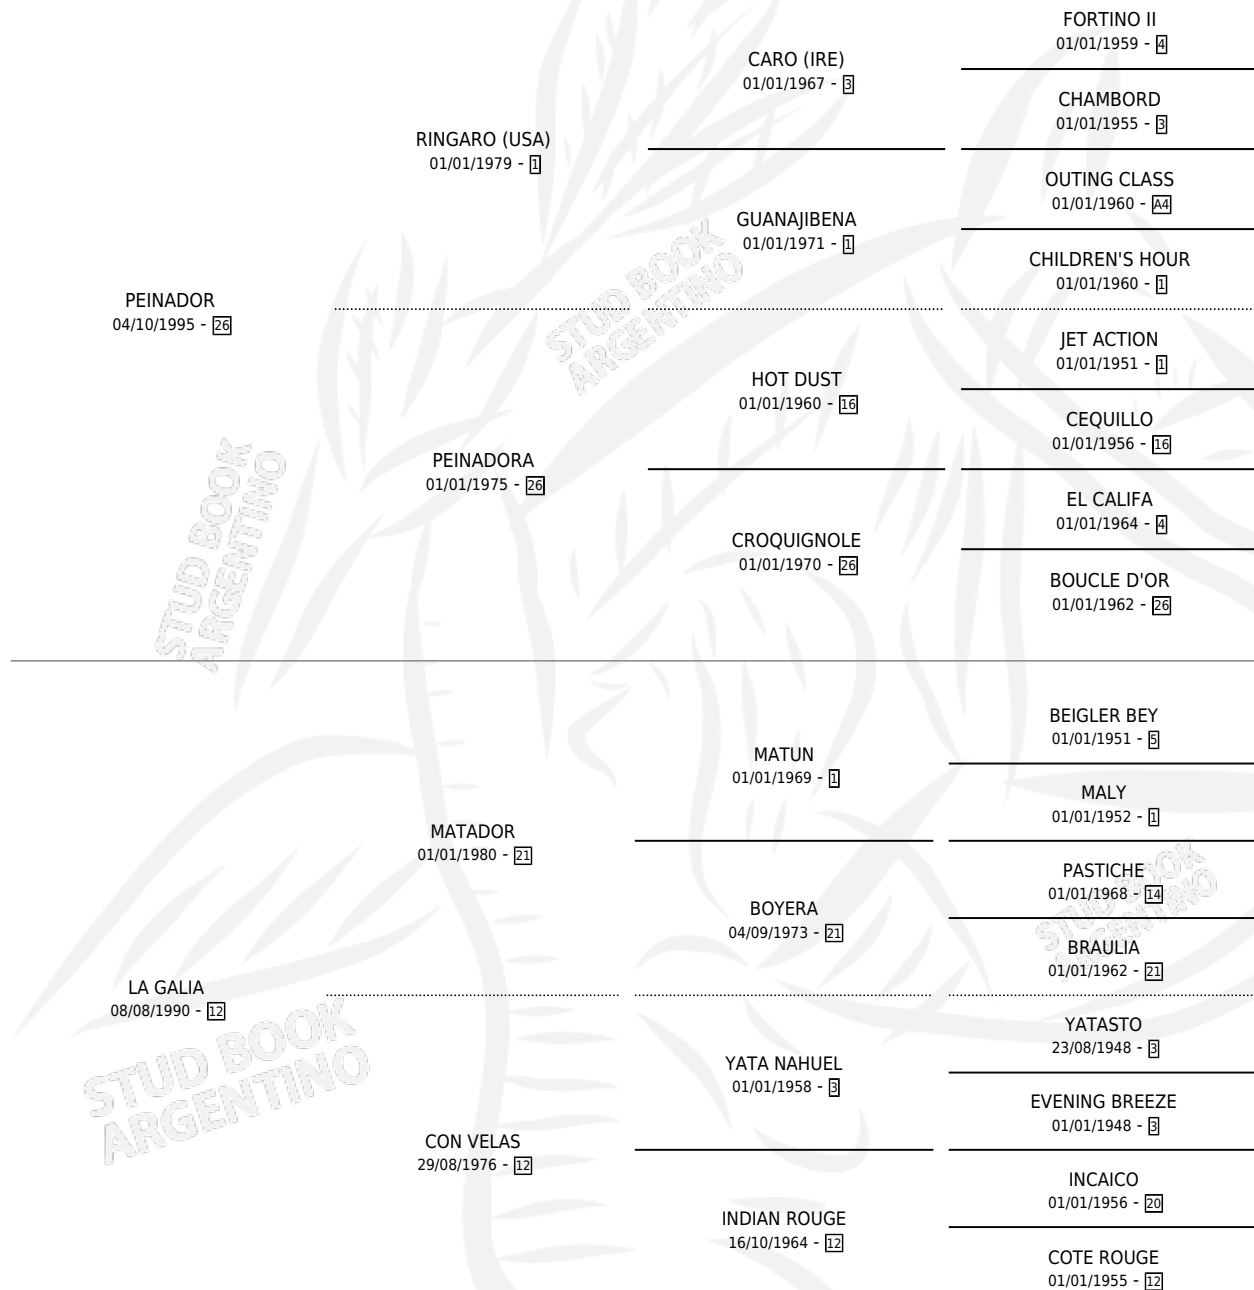 FORTINO II
01/01/1959 - 4
CARO (IRE)
01/01/1967 - 3
CHAMBORD
01/01/1955 - 3
RINGARO (USA)
01/01/1979 - 1
OUTING CLASS
01/01/1960 - A4
GUANAJIBENA
01/01/1971 - 1
CHILDREN'S HOUR
01/01/1960 - 1
PEINADOR
04/10/1995 - 26
JET ACTION
01/01/1951 - 1
HOT DUST
01/01/1960 - 16
CEQUILLO
01/01/1956 - 16
PEINADORA
01/01/1975 - 26
EL CALIFA
01/01/1964 - 4
CROQUIGNOLE
01/01/1970 - 26
BOUCLE D'OR
01/01/1962 - 26
STUD BOOK
ARGENTINO
STUD BOOK
ARGENTINO
BEIGLER BEY
01/01/1951 - 5
MATUN
01/01/1969 - 1
MALY
01/01/1952 - 1
MATADOR
01/01/1980 - 21
PASTICHE
01/01/1968 - 14
BOYERA
04/09/1973 - 21
BRAULIA
01/01/1962 - 21
STUD BOOK
ARGENTINO
LA GALIA
08/08/1990 - 12
YATASTO
23/08/1948 - 3
YATA NAHUEL
01/01/1958 - 3
EVENING BREEZE
01/01/1948 - 3
STUD BOOK
ARGENTINO
CON VELAS
29/08/1976 - 12
INCAICO
01/01/1956 - 20
INDIAN ROUGE
16/10/1964 - 12
COTE ROUGE
01/01/1955 - 12